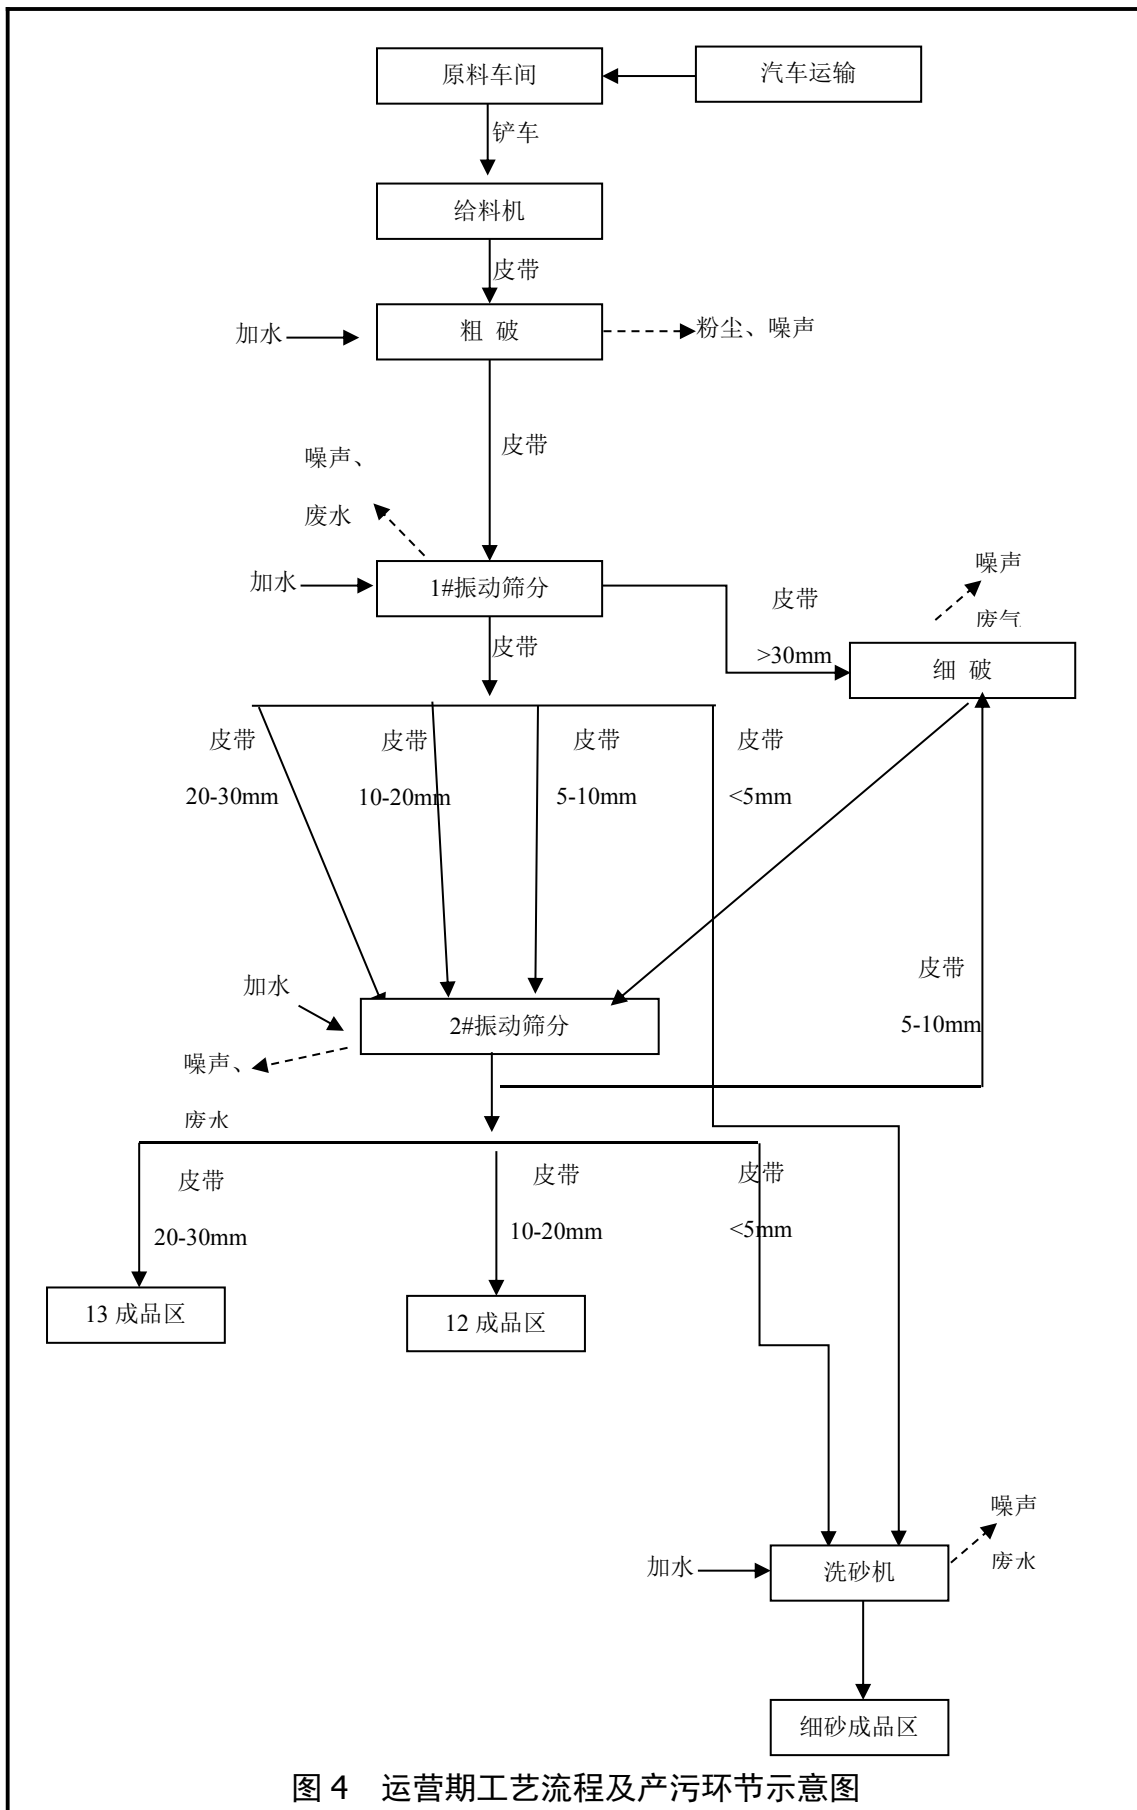 原料车间
汽车运输
铲车
给料机
皮带
加水
粗 破
粉尘、噪声
皮带
噪声、
废水
加水
1#振动筛分
皮带
>30mm
噪声
废气
细 破
皮带
皮带
20-30mm
皮带
10-20mm
皮带
5-10mm
皮带
<5mm
加水
2#振动筛分
皮带
5-10mm
噪声、
废水
皮带
20-30mm
皮带
10-20mm
皮带
<5mm
13 成品区
12 成品区
加水
洗砂机
噪声
废水
细砂成品区
图 4 运营期工艺流程及产污环节示意图